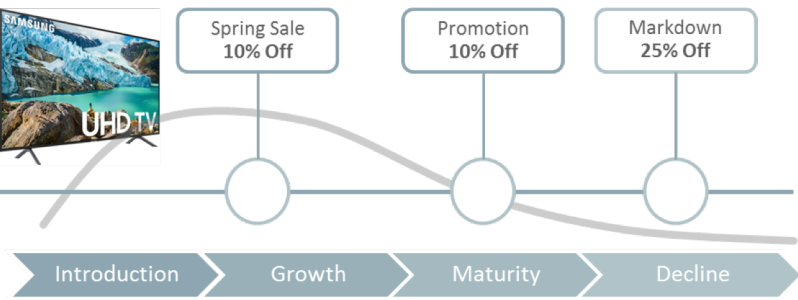 SAMSUNG
UHD TV
Spring Sale
10% Off
Promotion
10% Off
Markdown
25% Off
Introduction
Growth
Maturity
Decline